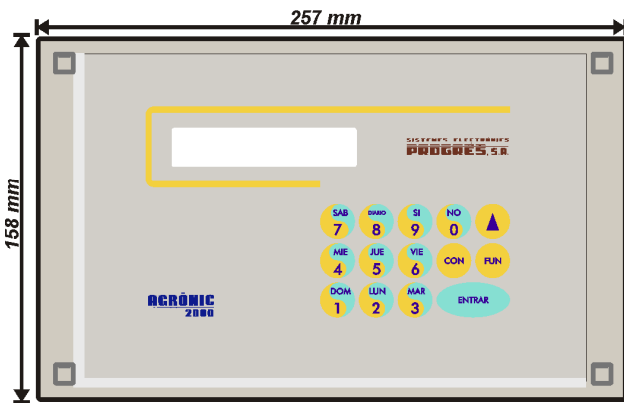 257 mm
158 mm
SISTEMES ELECTRÒNICS
PROGRES, S.A.
SAB DIARIO SI NO
7 8 9 0
MIE JUE VIE
4 5 6 CON FUN
DOM LUN MAR
1 2 3 ENTRAR
AGRÒNIC
2000